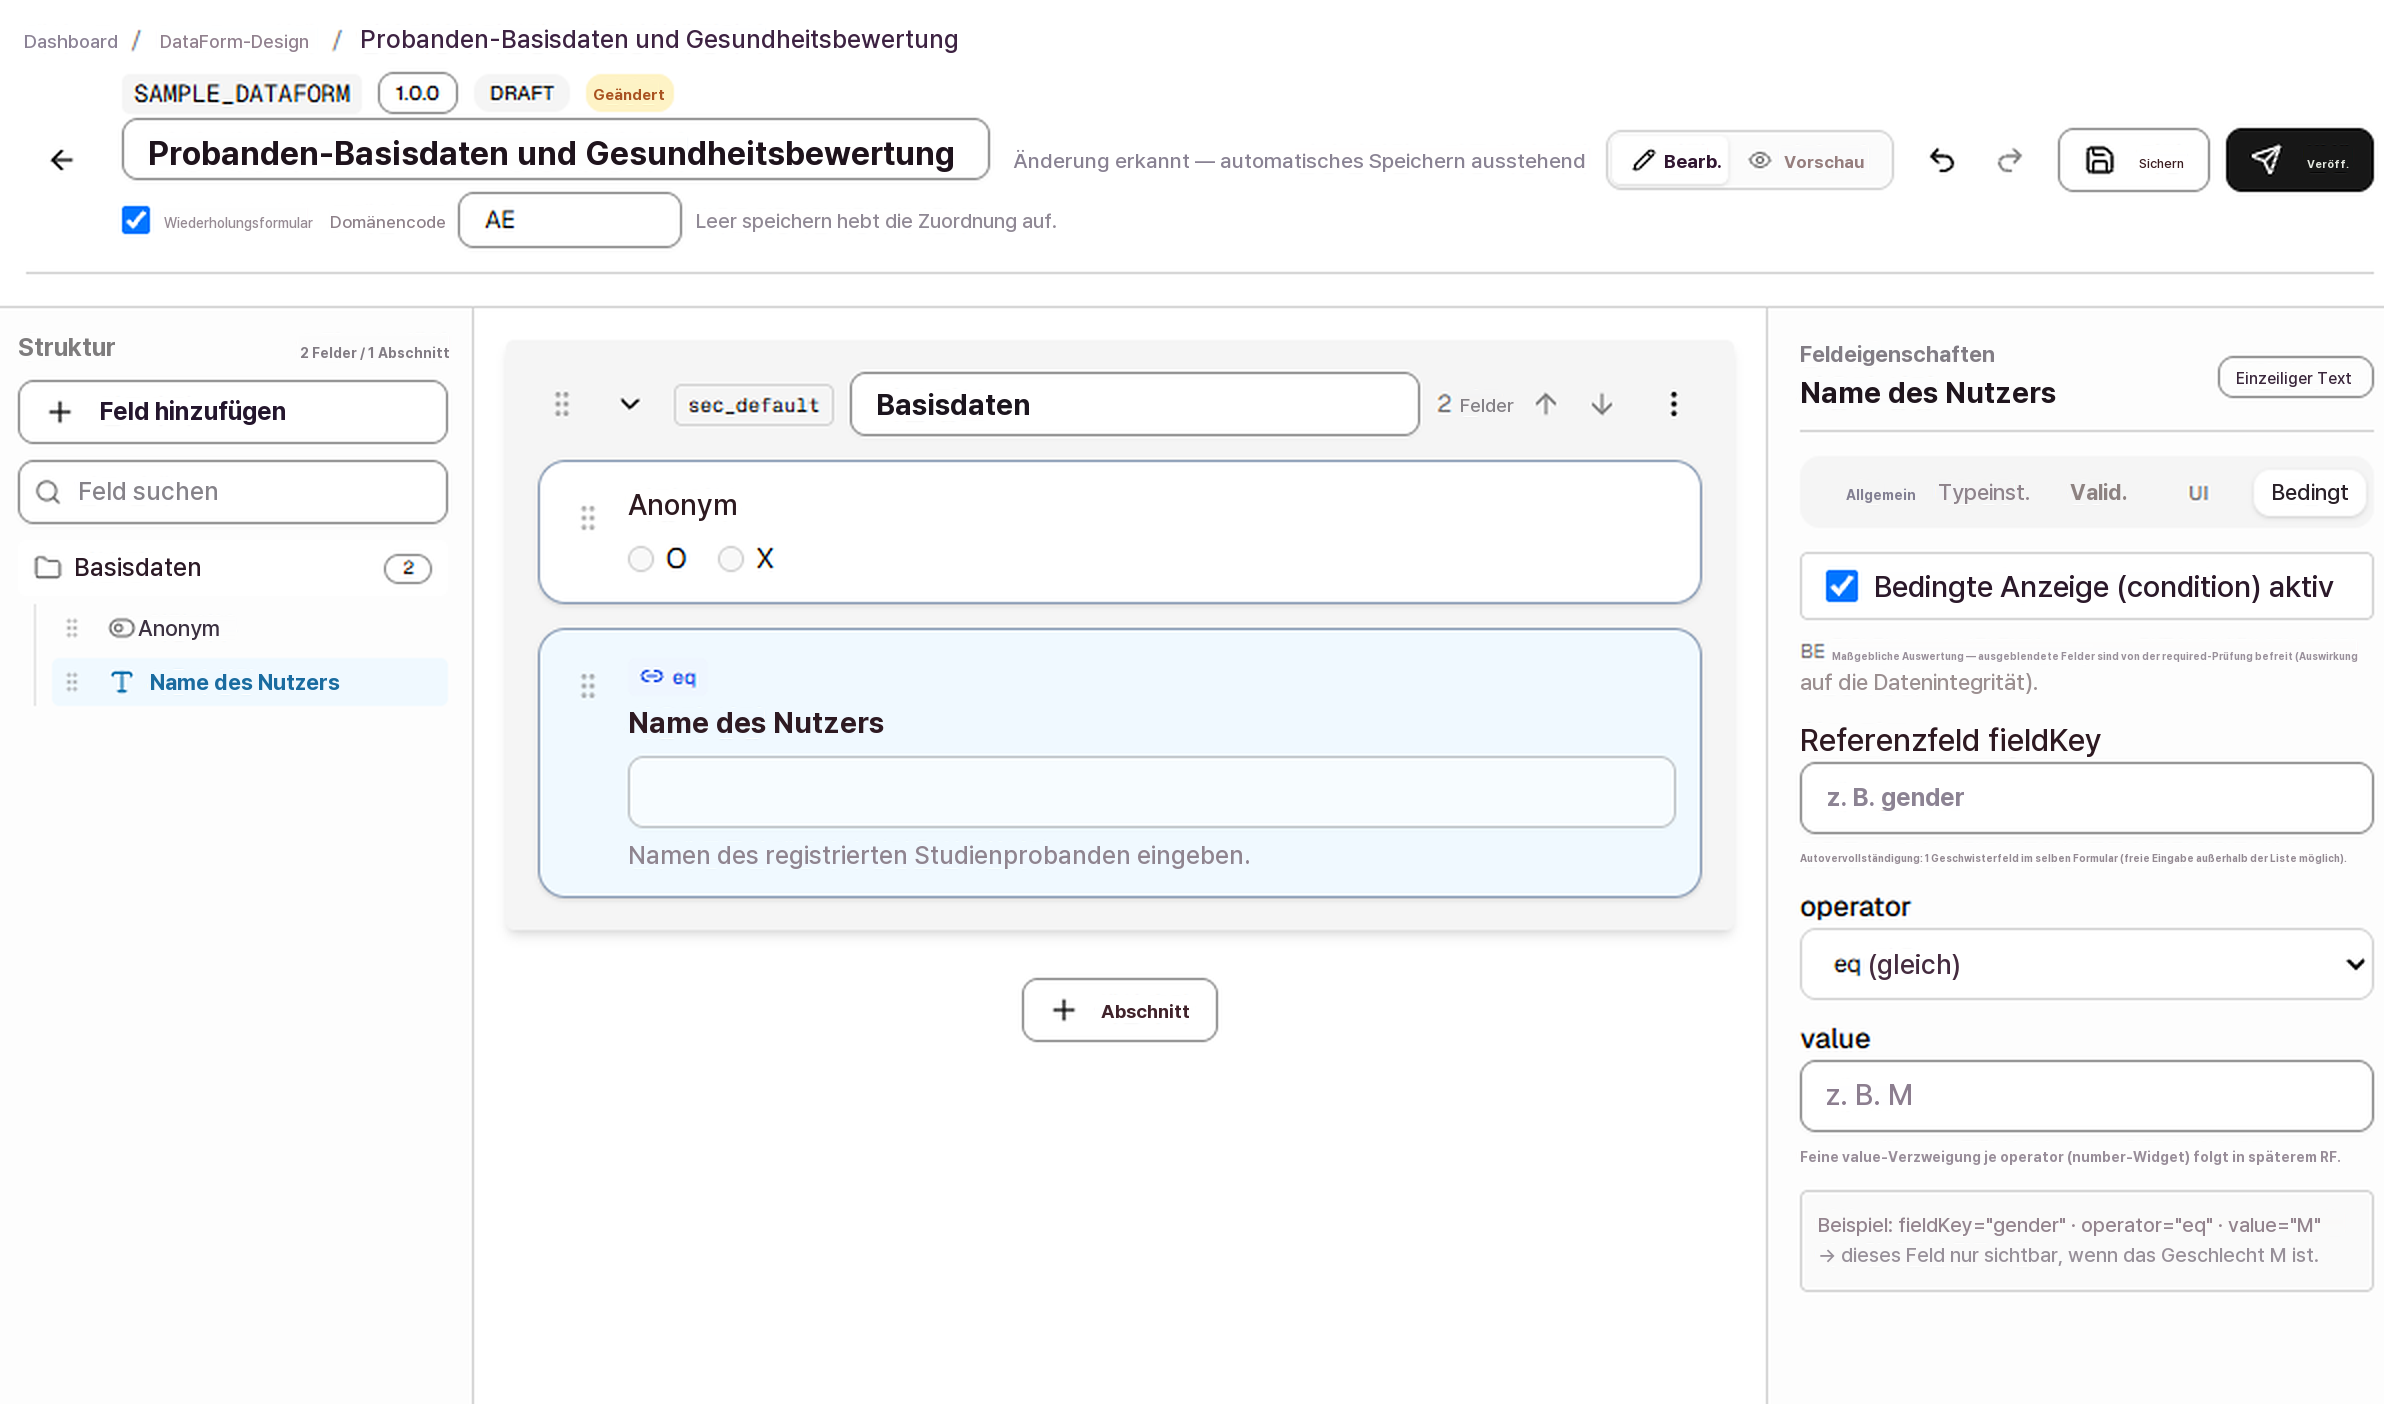 Dashboard / DataForm-Design / Probanden-Basisdaten und Gesundheitsbewertung
SAMPLE_DATAFORM 1.0.0 DRAFT Geändert
Probanden-Basisdaten und Gesundheitsbewertung
Änderung erkannt — automatisches Speichern ausstehend
Bearb. Vorschau Sichern Veröff.
Wiederholungsformular Domänencode AE Leer speichern hebt die Zuordnung auf.
Struktur 2 Felder / 1 Abschnitt
Feld hinzufügen
Feld suchen
Basisdaten 2
Anonym
Name des Nutzers
sec_default Basisdaten 2 Felder
Anonym
O X
eq
Name des Nutzers
Namen des registrierten Studienprobanden eingeben.
Abschnitt
Feldeigenschaften
Name des Nutzers
Einzeiliger Text
Allgemein Typeinst. Valid. UI Bedingt
Bedingte Anzeige (condition) aktiv
BE Maßgebliche Auswertung — ausgeblendete Felder sind von der required-Prüfung befreit (Auswirkung
auf die Datenintegrität).
Referenzfeld fieldKey
z. B. gender
Autovervollständigung: 1 Geschwisterfeld im selben Formular (freie Eingabe außerhalb der Liste möglich).
operator
eq (gleich)
value
z. B. M
Feine value-Verzweigung je operator (number-Widget) folgt in späterem RF.
Beispiel: fieldKey="gender" · operator="eq" · value="M"
→ dieses Feld nur sichtbar, wenn das Geschlecht M ist.